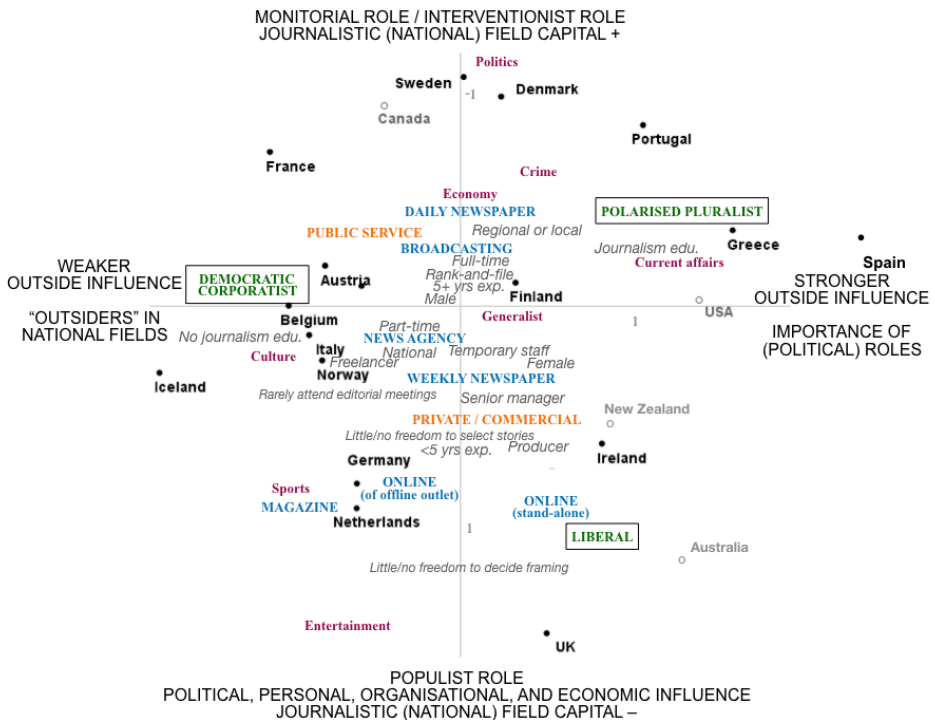 MONITORIAL ROLE / INTERVENTIONIST ROLE
JOURNALISTIC (NATIONAL) FIELD CAPITAL +
Politics
Sweden
Denmark
-1
Canada
Portugal
France
Crime
Economy
DAILY NEWSPAPER
POLARISED PLURALIST
PUBLIC SERVICE
Regional or local
BROADCASTING
Journalism edu.
Greece
Full-time
Current affairs
Spain
WEAKER
OUTSIDE INFLUENCE
DEMOCRATIC
CORPORATIST
Austria
Rank-and-file
5+ yrs exp.
Male
Finland
STRONGER
OUTSIDE INFLUENCE
USA
"OUTSIDERS" IN
NATIONAL FIELDS
Belgium
Generalist
1
IMPORTANCE OF
(POLITICAL) ROLES
Part-time
No journalism edu.
NEWS AGENCY
Italy
National
Temporary staff
Culture
Freelancer
Female
Norway
Iceland
WEEKLY NEWSPAPER
Rarely attend editorial meetings
Senior manager
New Zealand
PRIVATE / COMMERCIAL
Little/no freedom to select stories
<5 yrs exp.
Producer
Ireland
Germany
Sports
ONLINE
(of offline outlet)
MAGAZINE
ONLINE
(stand-alone)
Netherlands
1
LIBERAL
Australia
Little/no freedom to decide framing
Entertainment
UK
POPULIST ROLE
POLITICAL, PERSONAL, ORGANISATIONAL, AND ECONOMIC INFLUENCE
JOURNALISTIC (NATIONAL) FIELD CAPITAL –